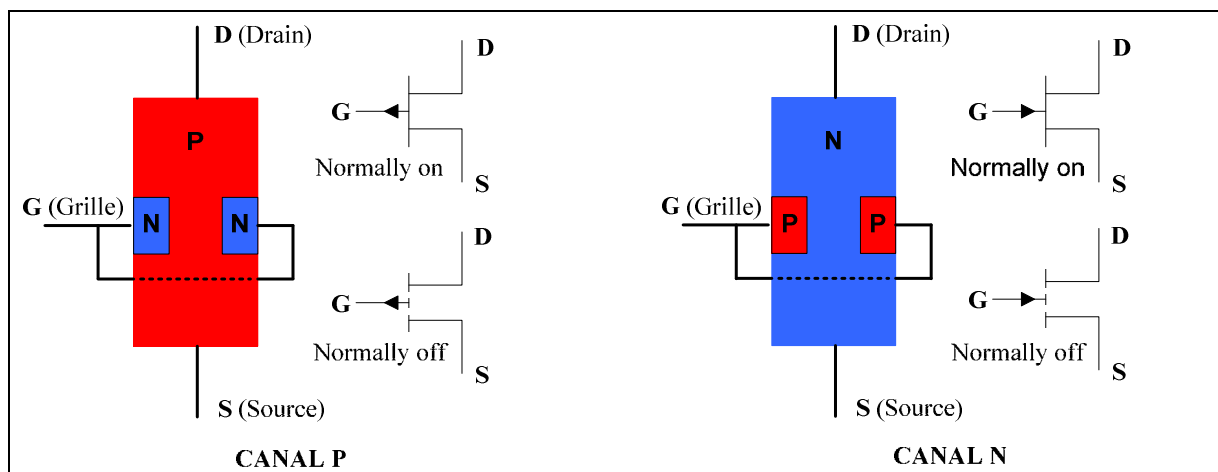 D (Drain)
D
P
G
Normally on
S
G (Grille)
N
N
D
G
Normally off
S
S (Source)
CANAL P
D (Drain)
D
N
G
Normally on
S
G (Grille)
P
P
D
G
Normally off
S
S (Source)
CANAL N